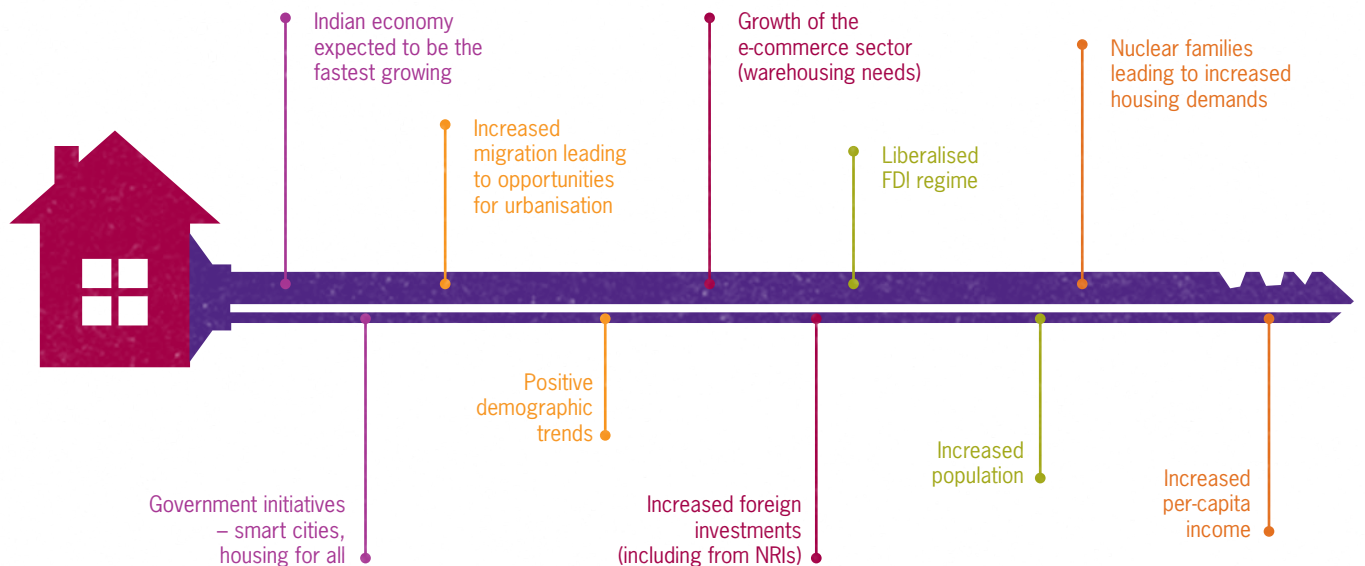 Indian economy
expected to be the
fastest growing
Increased
migration leading
to opportunities
for urbanisation
Growth of the
e-commerce sector
(warehousing needs)
Liberalised
FDI regime
Nuclear families
leading to increased
housing demands
Government initiatives
– smart cities,
housing for all
Positive
demographic
trends
Increased foreign
investments
(including from NRIs)
Increased
population
Increased
per-capita
income